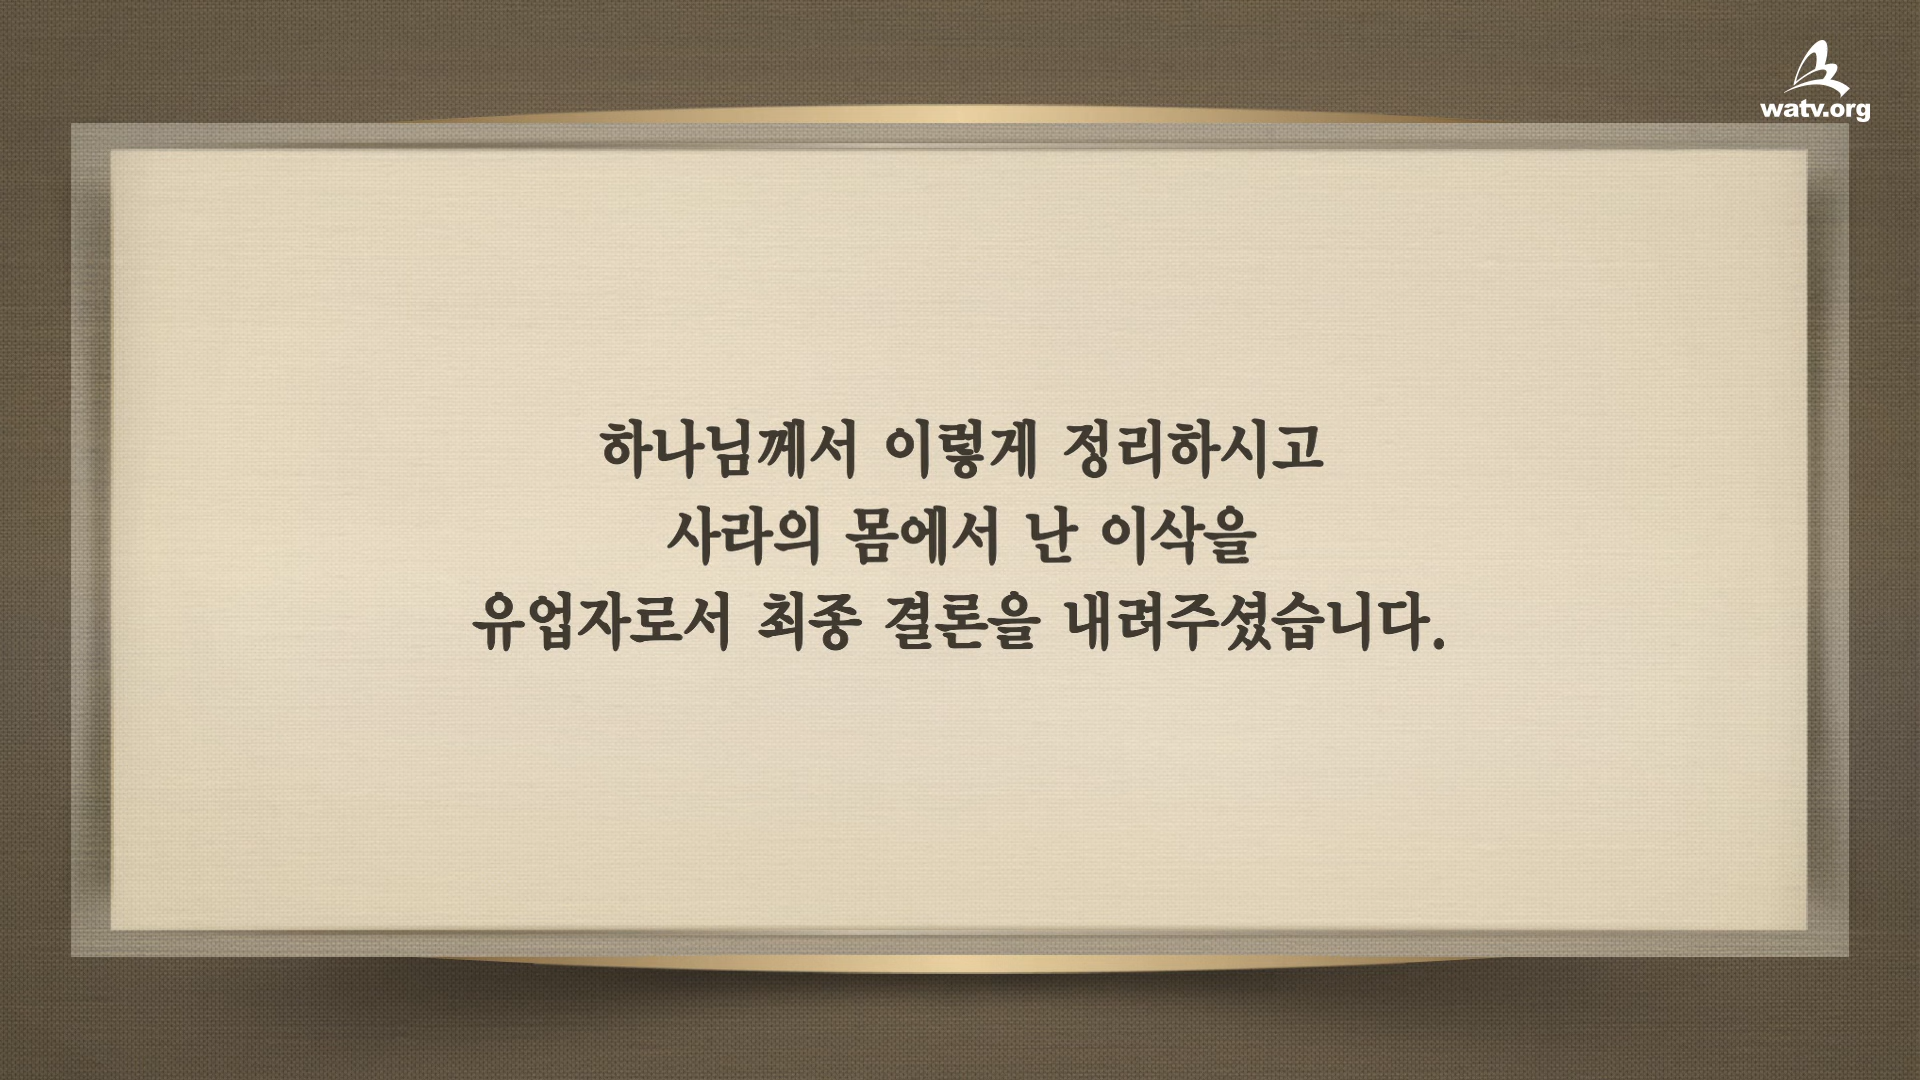 watv.org
하나님께서 이렇게 정리하시고
사라의 몸에서 난 이삭을
유업자로서 최종 결론을 내려주셨습니다.